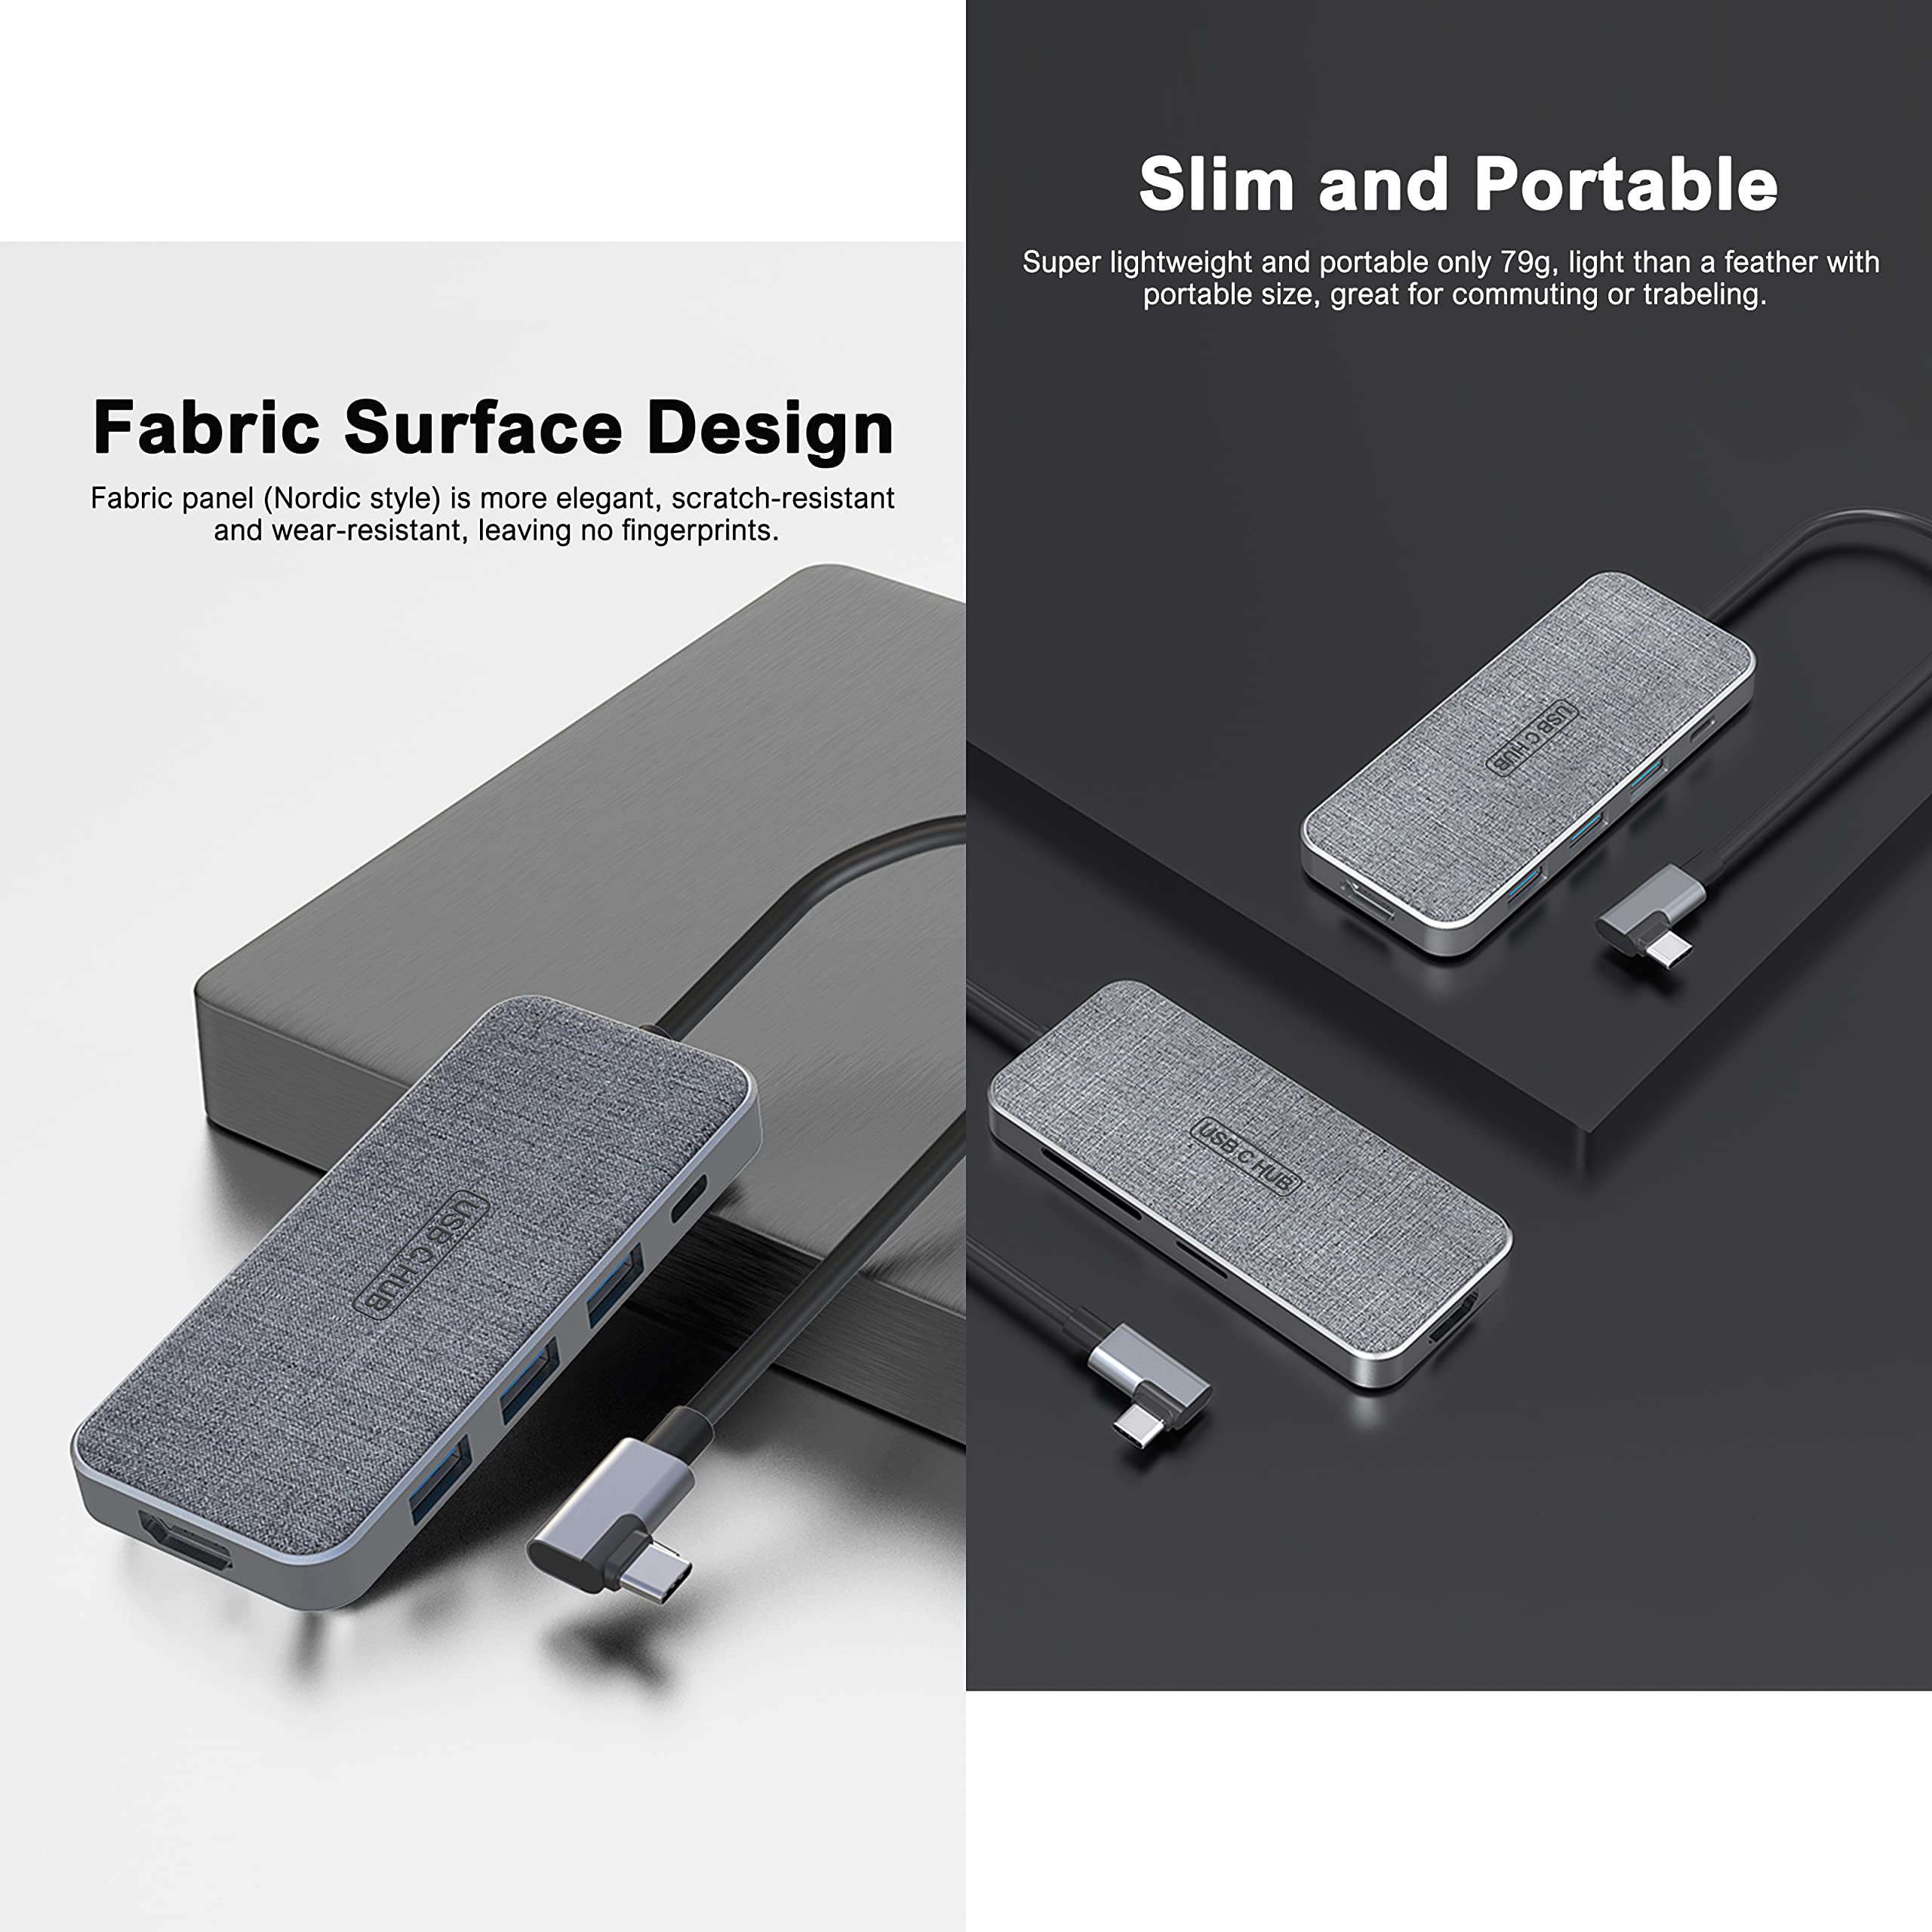 Fabric Surface Design
Fabric panel (Nordic style) is more elegant, scratch-resistant
and wear-resistant, leaving no fingerprints.
USB C HUB
Slim and Portable
Super lightweight and portable only 79g, light than a feather with
portable size, great for commuting or trabeling.
USB C HUB
USB C HUB